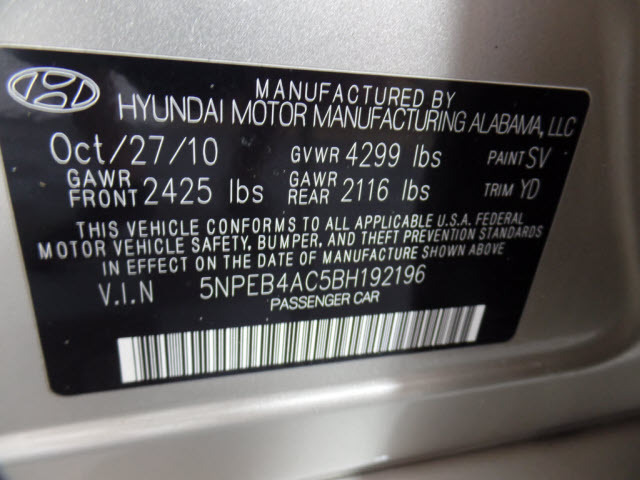 MANUFACTURED BY
HYUNDAI MOTOR MANUFACTURING ALABAMA, LLC
Oct/27/10 GVWR 4299 lbs PAINT SV
GAWR FRONT 2425 lbs GAWR REAR 2116 lbs TRIM YD
THIS VEHICLE CONFORMS TO ALL APPLICABLE U.S.A. FEDERAL
MOTOR VEHICLE SAFETY, BUMPER, AND THEFT PREVENTION STANDARDS
IN EFFECT ON THE DATE OF MANUFACTURE SHOWN ABOVE.
V.I.N 5NPEB4AC5BH192196
PASSENGER CAR